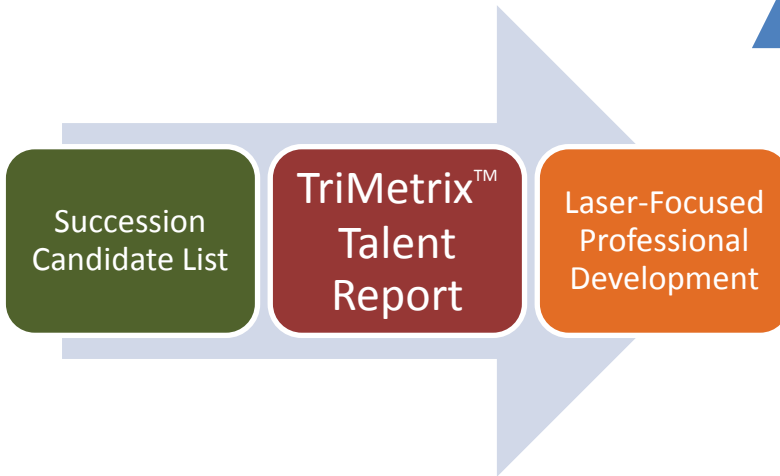 Succession
Candidate List
TriMetrix™
Talent
Report
Laser-Focused
Professional
Development